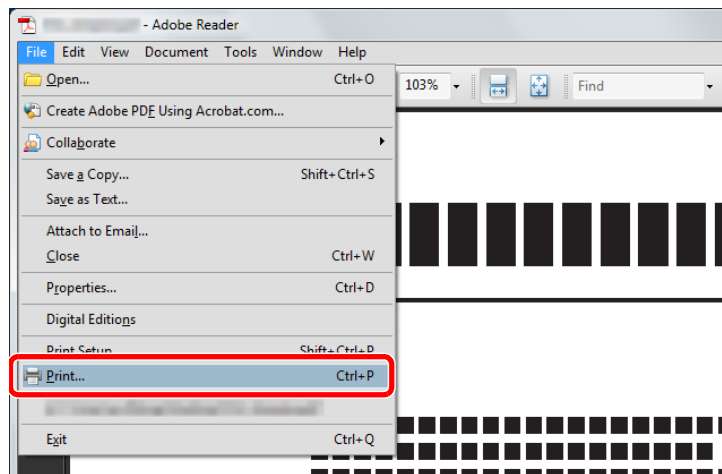 - Adobe Reader
File Edit View Document Tools Window Help
103%
Find
Open... Ctrl+O
Create Adobe PDF Using Acrobat.com...
Collaborate
Save a Copy... Shift+Ctrl+S
Save as Text...
Attach to Email...
Close Ctrl+W
Properties... Ctrl+D
Digital Editions
Print Setup... Shift+Ctrl+P
Print... Ctrl+P
Exit Ctrl+Q